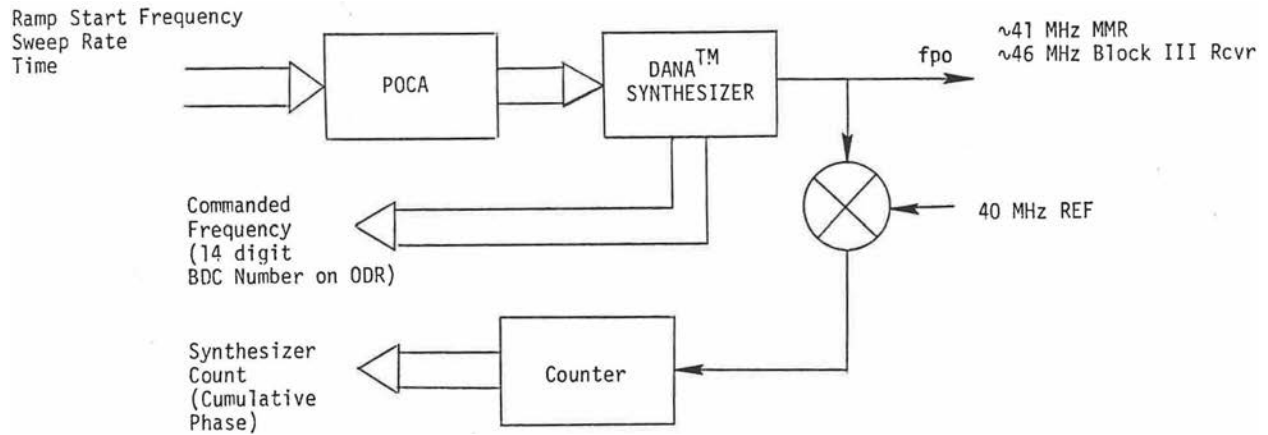 Ramp Start Frequency
Sweep Rate
Time
POCA
DANA™
SYNTHESIZER
fpo
~41 MHz MMR
~46 MHz Block III Rcvr
Commanded
Frequency
(14 digit
BDC Number on ODR)
40 MHz REF
Synthesizer
Count
(Cumulative
Phase)
Counter